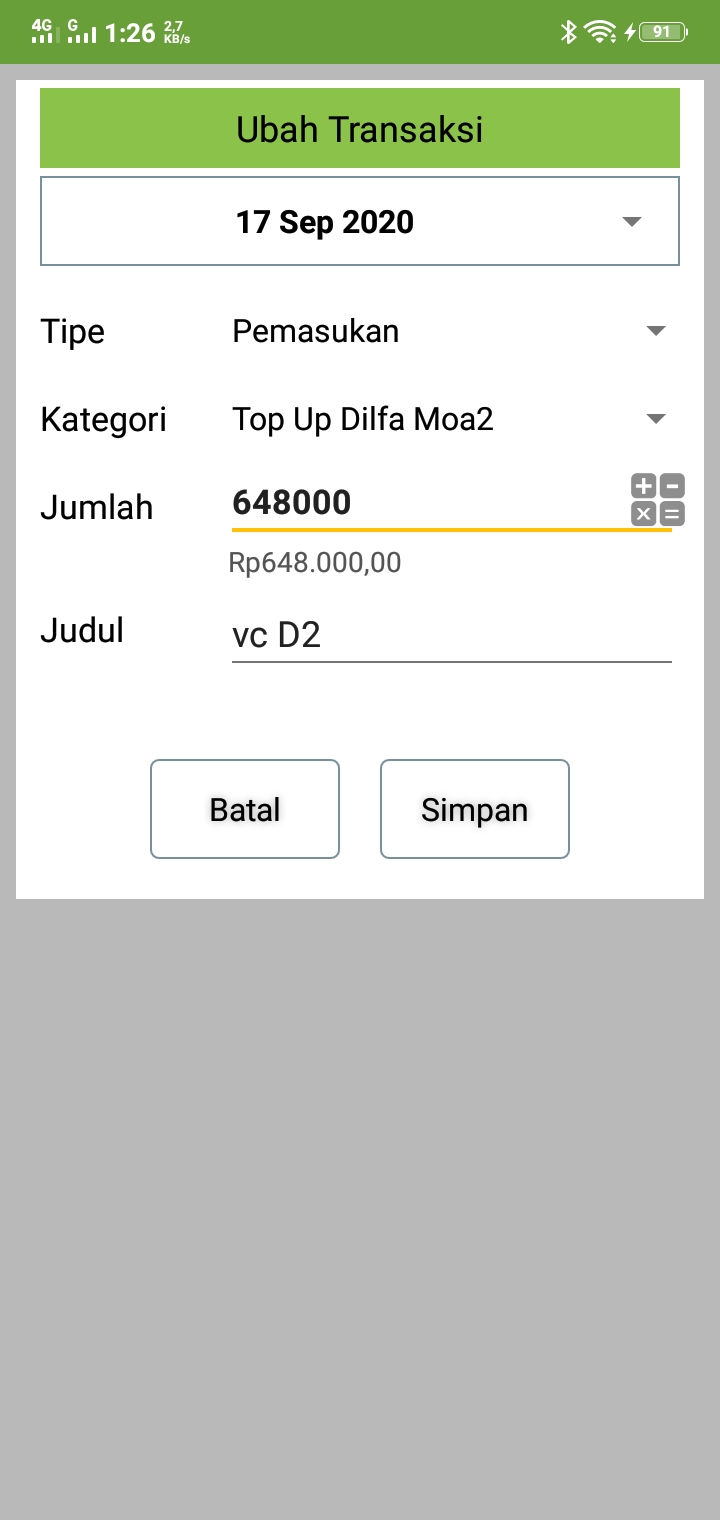 4G G 1:26 2,7 KB/s 91
Ubah Transaksi
17 Sep 2020
Tipe Pemasukan
Kategori Top Up Dilfa Moa2
Jumlah 648000
Rp648.000,00
Judul vc D2
Batal Simpan